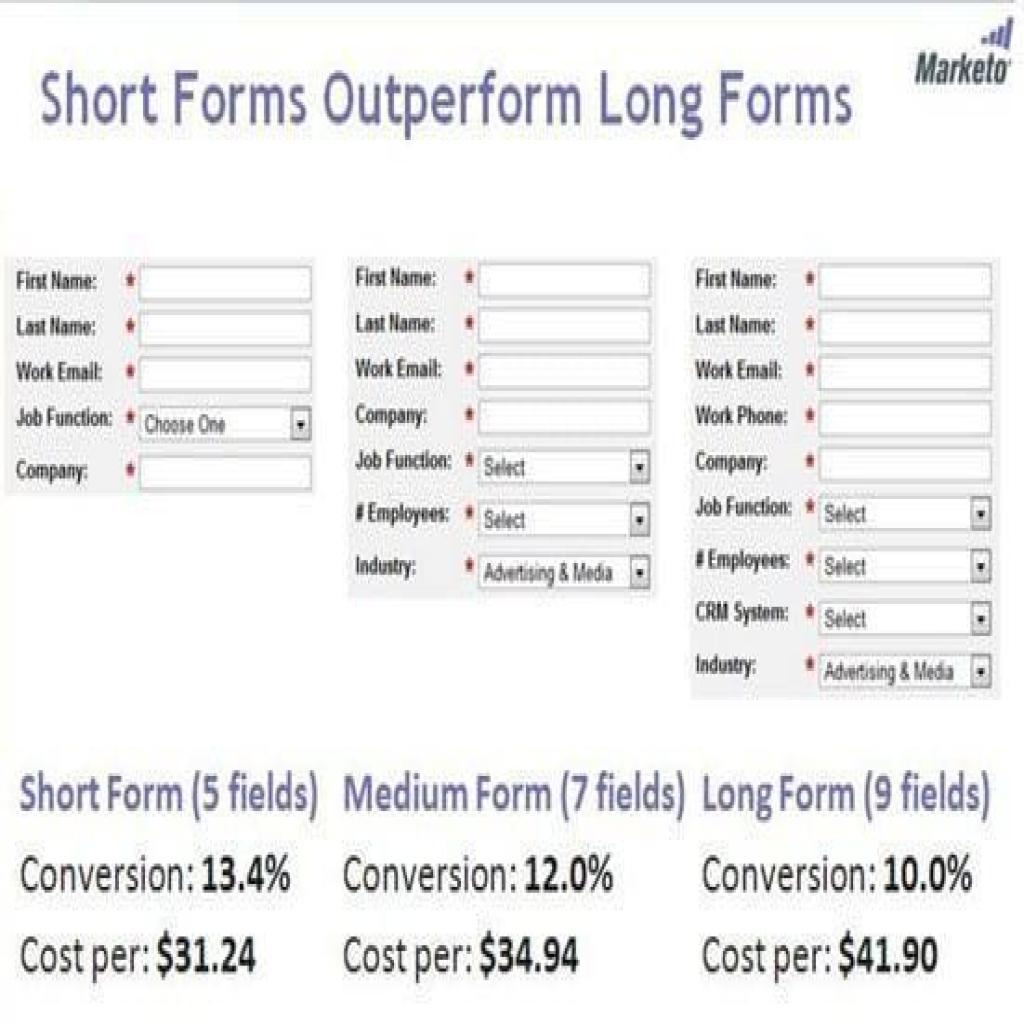 Marketo
Short Forms Outperform Long Forms
First Name: *
Last Name: *
Work Email: *
Job Function: * Choose One
Company: *
First Name: *
Last Name: *
Work Email: *
Company: *
Job Function: * Select
# Employees: * Select
Industry: * Advertising & Media
First Name: *
Last Name: *
Work Email: *
Work Phone: *
Company: *
Job Function: * Select
# Employees: * Select
CRM System: * Select
Industry: * Advertising & Media
Short Form (5 fields)
Conversion: 13.4%
Cost per: $31.24
Medium Form (7 fields)
Conversion: 12.0%
Cost per: $34.94
Long Form (9 fields)
Conversion: 10.0%
Cost per: $41.90